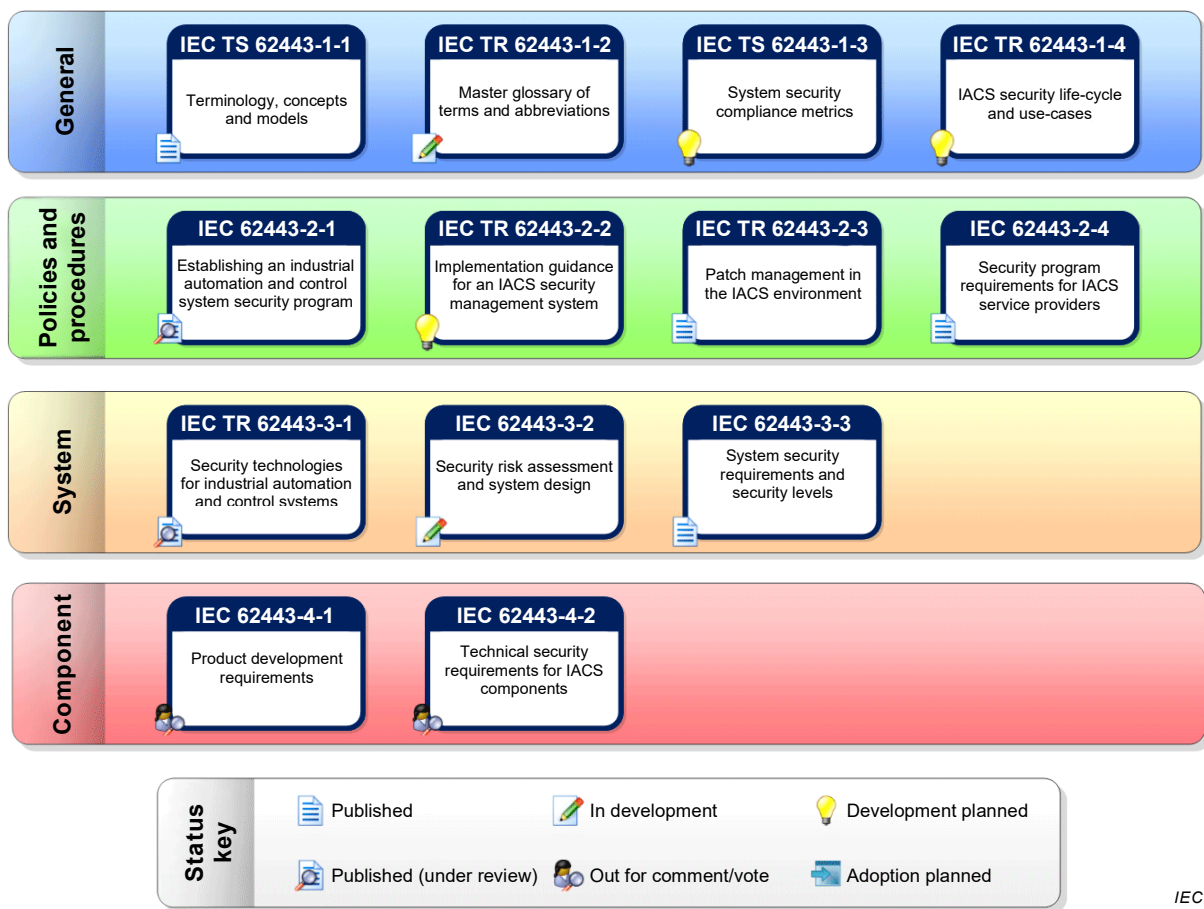 General
IEC TS 62443-1-1
Terminology, concepts
and models
IEC TR 62443-1-2
Master glossary of
terms and abbreviations
IEC TS 62443-1-3
System security
compliance metrics
IEC TR 62443-1-4
IACS security life-cycle
and use-cases
Policies and
procedures
IEC 62443-2-1
Establishing an industrial
automation and control
system security program
IEC TR 62443-2-2
Implementation guidance
for an IACS security
management system
IEC TR 62443-2-3
Patch management in
the IACS environment
IEC 62443-2-4
Security program
requirements for IACS
service providers
System
IEC TR 62443-3-1
Security technologies
for industrial automation
and control systems
IEC 62443-3-2
Security risk assessment
and system design
IEC 62443-3-3
System security
requirements and
security levels
Component
IEC 62443-4-1
Product development
requirements
IEC 62443-4-2
Technical security
requirements for IACS
components
Status
key
Published
In development
Development planned
Published (under review)
Out for comment/vote
Adoption planned
IEC